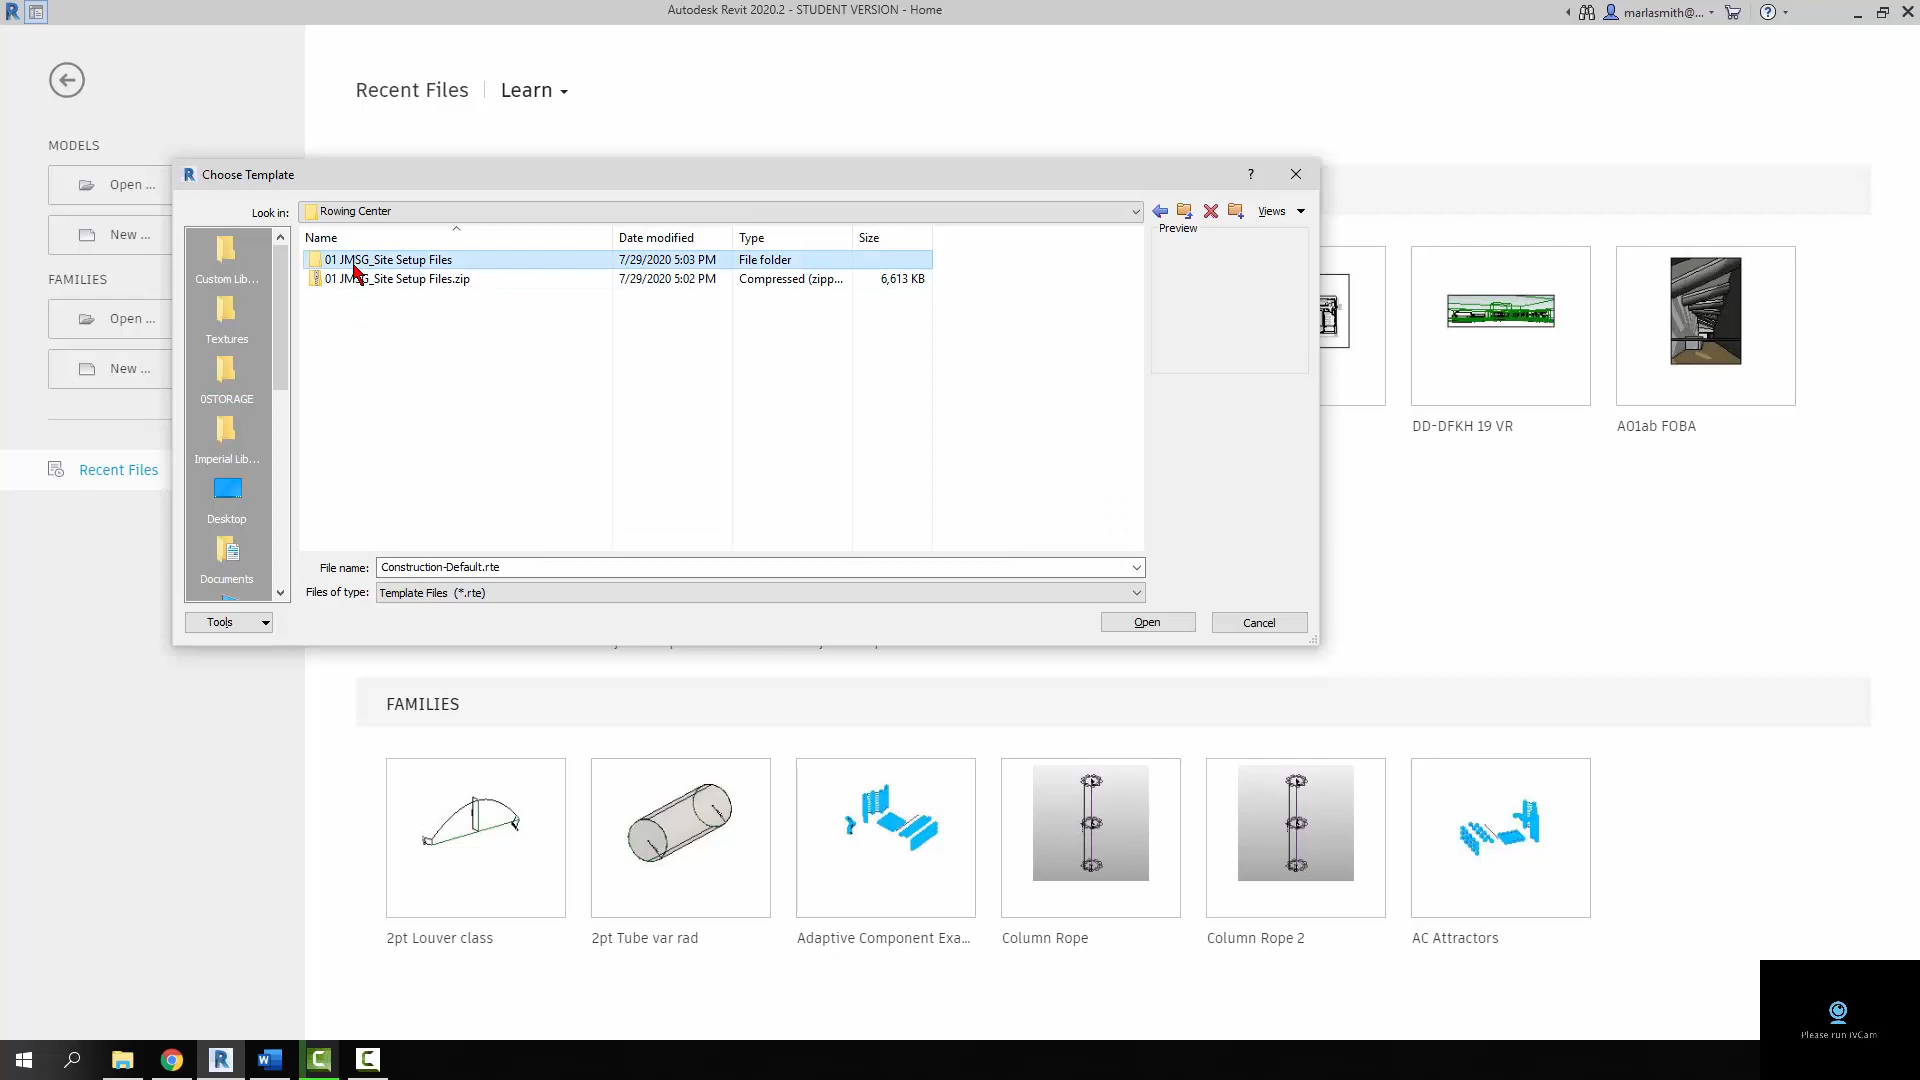 Autodesk Revit 2020.2 - STUDENT VERSION - Home
marlasmith@...
Recent Files
Learn
MODELS
Open ...
New ...
FAMILIES
Open ...
New ...
Recent Files
Choose Template
Look in:
Rowing Center
Views
Name
Date modified
Type
Size
Preview
01 JMSG_Site Setup Files
7/29/2020 5:03 PM
File folder
01 JMSG_Site Setup Files.zip
7/29/2020 5:02 PM
Compressed (zipp...
6,613 KB
Custom Lib...
Textures
0STORAGE
Imperial Lib...
Desktop
Documents
File name:
Construction-Default.rte
Files of type:
Template Files (*.rte)
Tools
Open
Cancel
DD-DFKH 19 VR
A01ab FOBA
FAMILIES
2pt Louver class
2pt Tube var rad
Adaptive Component Exa...
Column Rope
Column Rope 2
AC Attractors
Please run iVCam